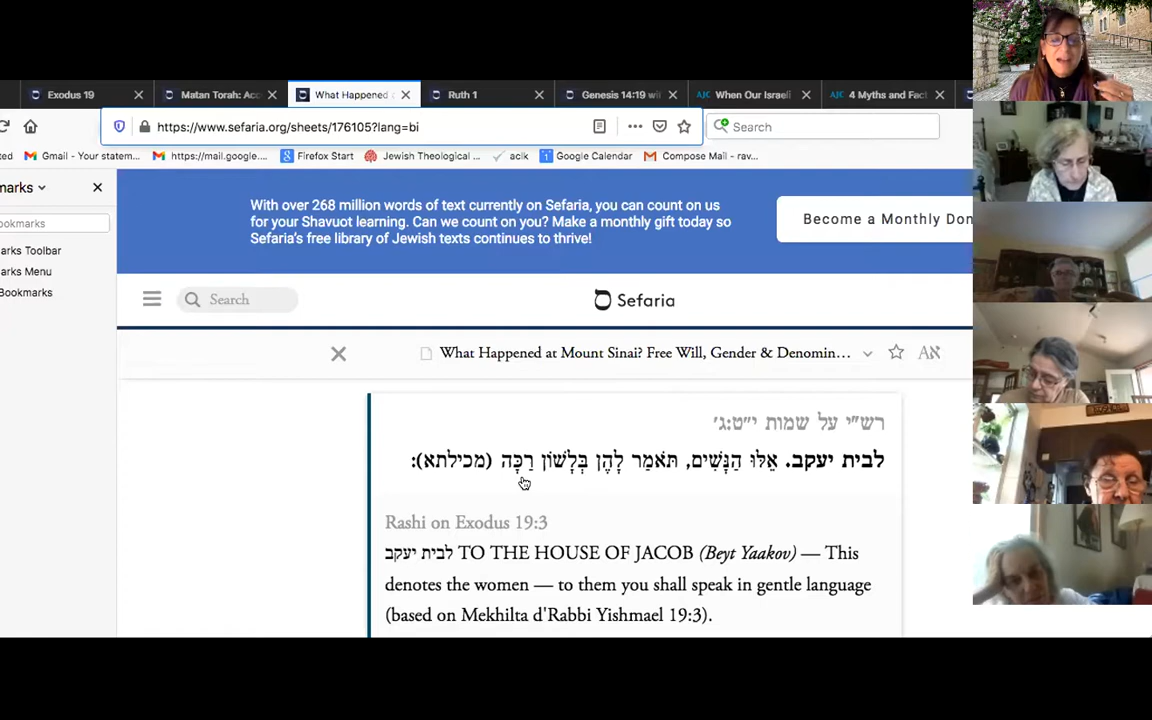 Exodus 19
Matan Torah: Acc
What Happened
Ruth 1
Genesis 14:19 wi
When Our Israeli
4 Myths and Fact
https://www.sefaria.org/sheets/176105?lang=bi
Search
ted
Gmail - Your statem...
https://mail.google....
Firefox Start
Jewish Theological ...
acik
Google Calendar
Compose Mail - rav...
marks
ookmarks
arks Toolbar
arks Menu
Bookmarks
With over 268 million words of text currently on Sefaria, you can count on us
for your Shavuot learning. Can we count on you? Make a monthly gift today so
Sefaria's free library of Jewish texts continues to thrive!
Become a Monthly Don
Search
Sefaria
What Happened at Mount Sinai? Free Will, Gender & Denomin...
רש"י על שמות י״ט:ג׳
לבית יעקב. אֵלּוּ הַנָּשִׁים, תֹּאמַר לָהֶן בְּלָשׁוֹן רַכָּה (מכילתא):
Rashi on Exodus 19:3
לבית יעקב TO THE HOUSE OF JACOB (Beyt Yaakov) — This
denotes the women — to them you shall speak in gentle language
(based on Mekhilta d'Rabbi Yishmael 19:3).